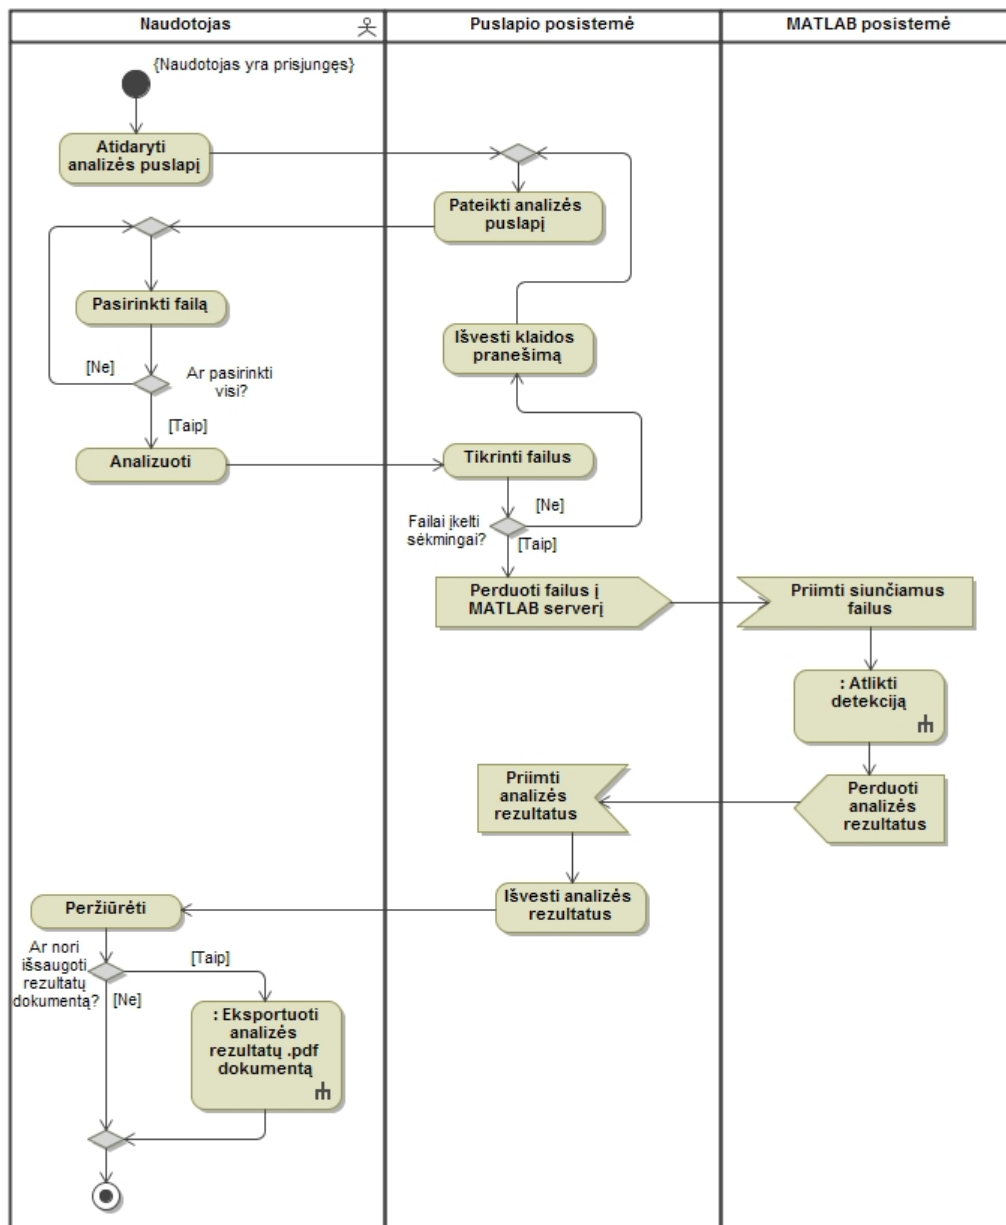 Naudotojas
Puslapio posistemė
MATLAB posistemė
{Naudotojas yra prisjungęs}
Atidaryti
analizės puslapį
Pateikti analizės
puslapį
Pasirinkti failą
Išvesti klaidos
pranešimą
[Ne]
Ar pasirinkti
visi?
[Taip]
Analizuoti
Tikrinti failus
[Ne]
Failai įkelti
sėkmingai?
[Taip]
Perduoti failus į
MATLAB serverį
Priimti siunčiamus
failus
: Atlikti
detekciją
Perduoti
analizės
rezultatus
Priimti
analizės
rezultatus
Išvesti analizės
rezultatus
Peržiūrėti
Ar nori
išsaugoti
rezultatų
dokumentą?
[Taip]
[Ne]
: Eksportuoti
analizės
rezultatų .pdf
dokumentą